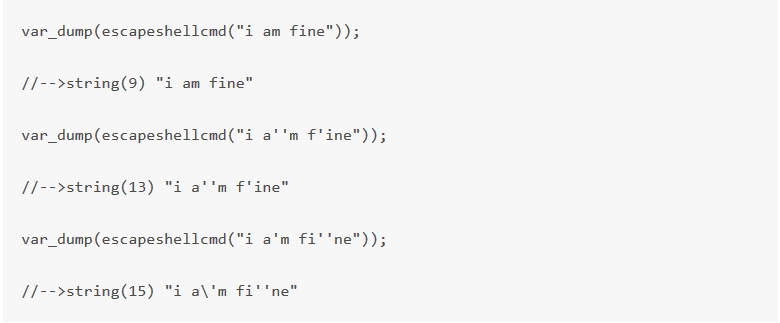 var_dump(escapeshellcmd("i am fine"));
//-->string(9) "i am fine"
var_dump(escapeshellcmd("i a''m f'ine"));
//-->string(13) "i a''m f'ine"
var_dump(escapeshellcmd("i a'm fi''ne"));
//-->string(15) "i a\'m fi''ne"